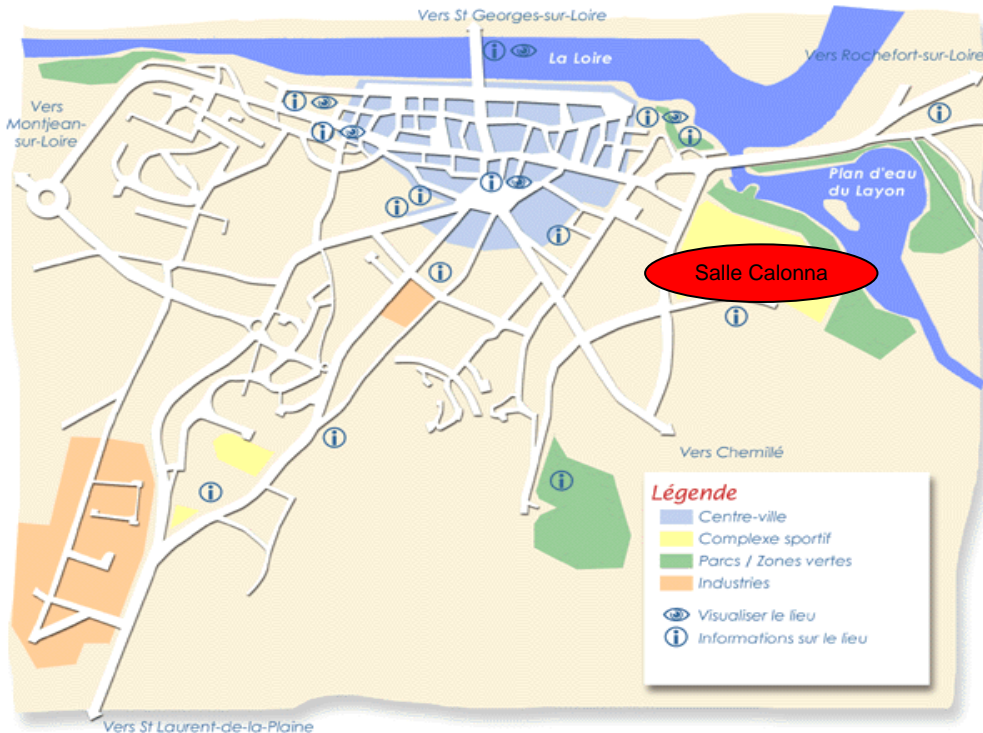 Vers St Georges-sur-Loire
La Loire
Vers Rochefort-sur-Loire
Vers
Montjean-
sur-Loire
Plan d'eau
du Layon
Salle Calonna
Vers Chemillé
Légende
Centre-ville
Complexe sportif
Parcs / Zones vertes
Industries
Visualiser le lieu
Informations sur le lieu
Vers St Laurent-de-la-Plaine